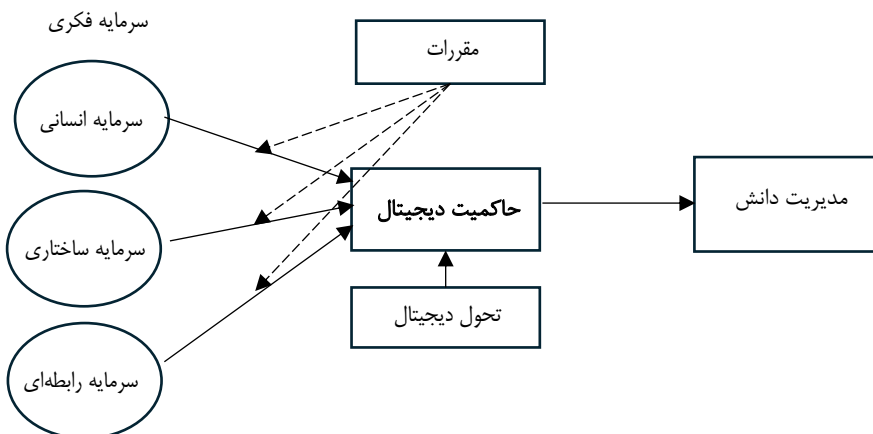 سرمایه فکری
مقررات
سرمایه انسانی
حاکمیت دیجیتال
مدیریت دانش
سرمایه ساختاری
تحول دیجیتال
سرمایه رابطه‌ای